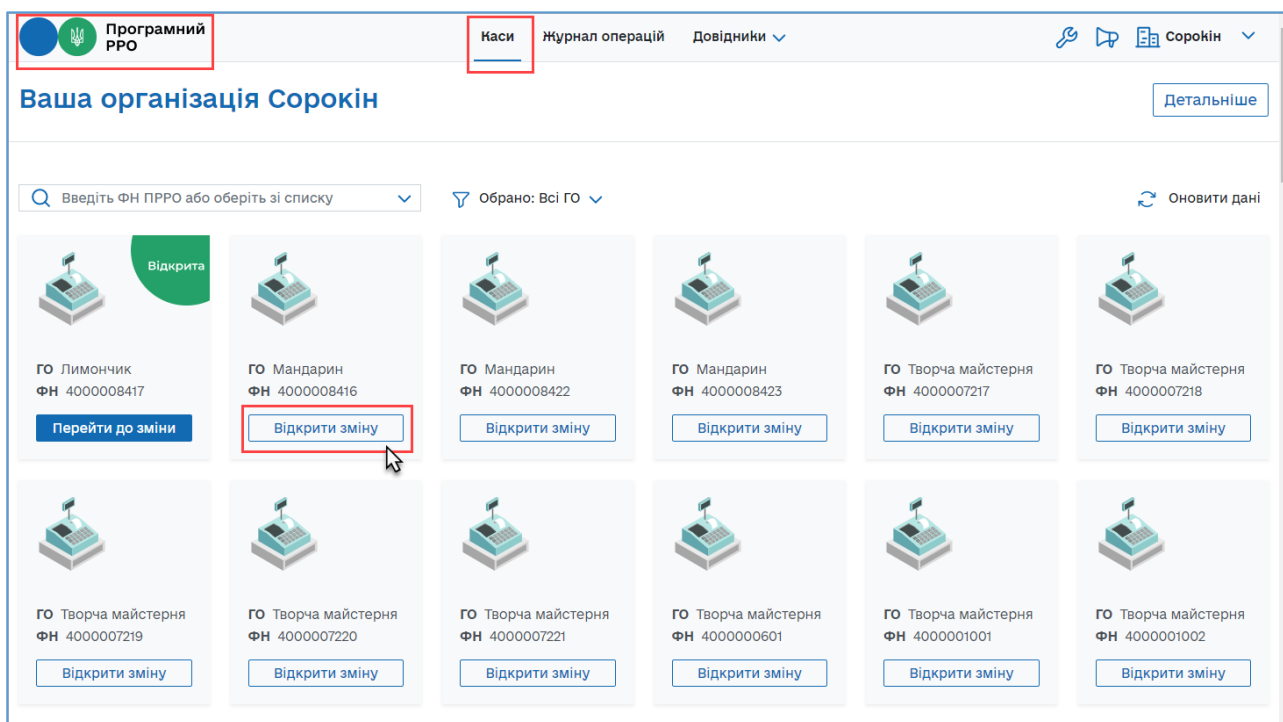 Програмний
РРО
Каси Журнал операцій Довідники Сорокін
Ваша організація Сорокін
Детальніше
Введіть ФН ПРРО або оберіть зі списку Обрано: Всі ГО Оновити дані
Відкрита
ГО Лимончик ГО Мандарин ГО Мандарин ГО Мандарин ГО Творча майстерня ГО Творча майстерня
ФН 4000008417 ФН 4000008416 ФН 4000008422 ФН 4000008423 ФН 4000007217 ФН 4000007218
Перейти до зміни Відкрити зміну Відкрити зміну Відкрити зміну Відкрити зміну Відкрити зміну
ГО Творча майстерня ГО Творча майстерня ГО Творча майстерня ГО Творча майстерня ГО Творча майстерня ГО Творча майстерня
ФН 4000007219 ФН 4000007220 ФН 4000007221 ФН 4000000601 ФН 4000001001 ФН 4000001002
Відкрити зміну Відкрити зміну Відкрити зміну Відкрити зміну Відкрити зміну Відкрити зміну